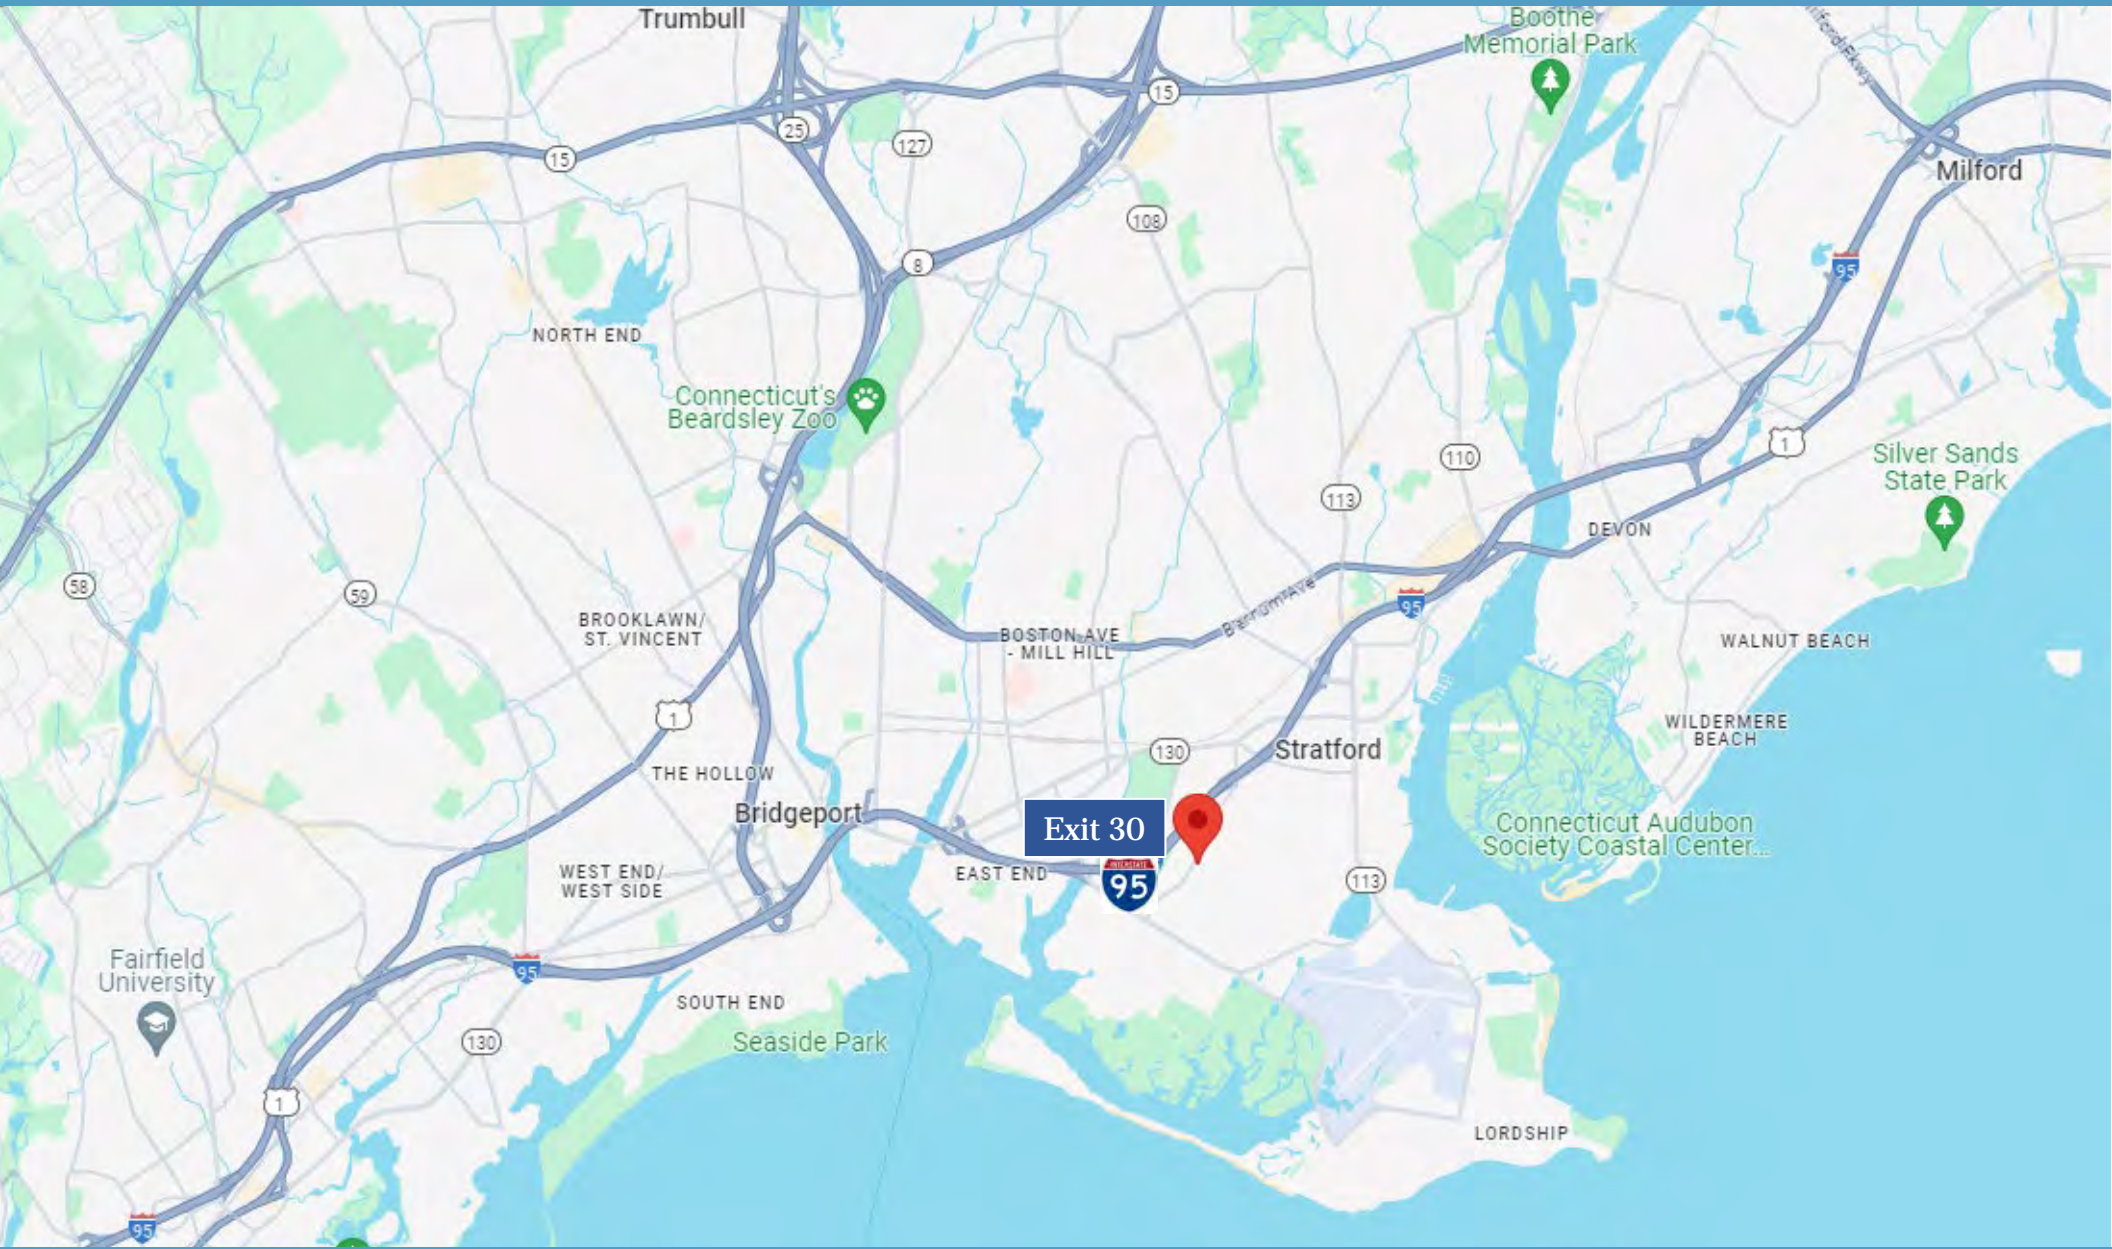 Trumbull
Boothe
Memorial Park
ilford Pkwy
15
25
127
15
Milford
108
8
95
NORTH END
Connecticut's
Beardsley Zoo
1
110
Silver Sands
State Park
113
DEVON
58
59
95
Barnum Ave
BROOKLAWN/
ST. VINCENT
BOSTON AVE
- MILL HILL
WALNUT BEACH
1
WILDERMERE
BEACH
130
Stratford
THE HOLLOW
Bridgeport
Exit 30
Connecticut Audubon
Society Coastal Center...
WEST END/
WEST SIDE
EAST END
INTERSTATE
95
113
Fairfield
University
95
SOUTH END
130
Seaside Park
1
LORDSHIP
95